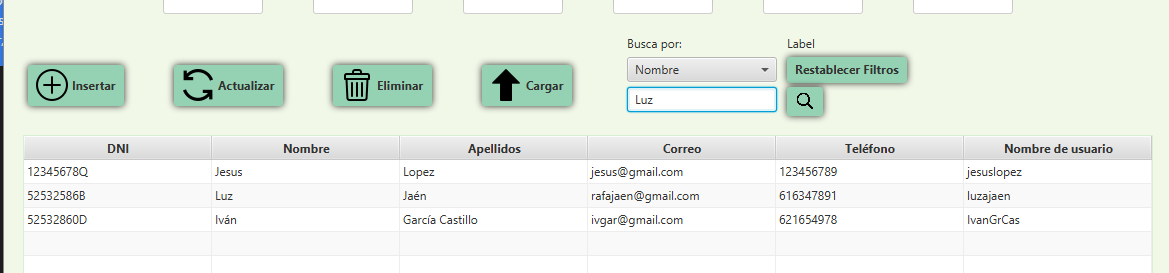 Busca por: Label
Insertar Actualizar Eliminar Cargar Nombre Restablecer Filtros
Luz
DNI Nombre Apellidos Correo Teléfono Nombre de usuario
12345678Q Jesus Lopez jesus@gmail.com 123456789 jesuslopez
52532586B Luz Jaén rafajaen@gmail.com 616347891 luzajaen
52532860D Iván García Castillo ivgar@gmail.com 621654978 IvanGrCas